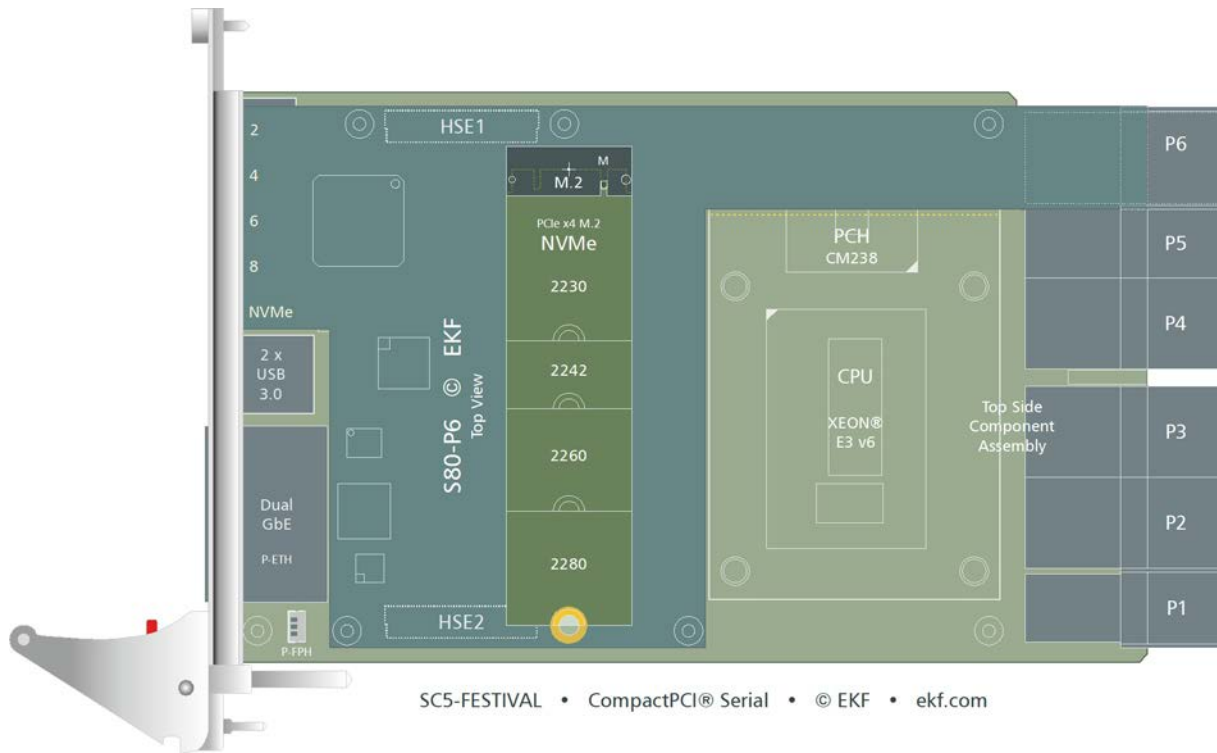 2
4
6
8
NVMe
2 x
USB
3.0
Dual
GbE
P-ETH
P-FPH
HSE1
HSE2
S80-P6 © EKF
Top View
M
M.2
PCIe x4 M.2
NVMe
2230
2242
2260
2280
PCH
CM238
CPU
XEON®
E3 v6
Top Side
Component
Assembly
P6
P5
P4
P3
P2
P1
SC5-FESTIVAL • CompactPCI® Serial • © EKF • ekf.com